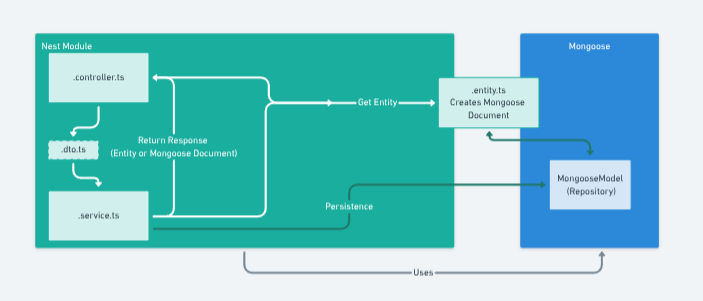 Nest Module
Mongoose
.controller.ts
.entity.ts
Creates Mongoose
Document
Get Entity
Return Response
(Entity or Mongoose Document)
.dto.ts
MongooseModel
(Repository)
.service.ts
Persistence
Uses